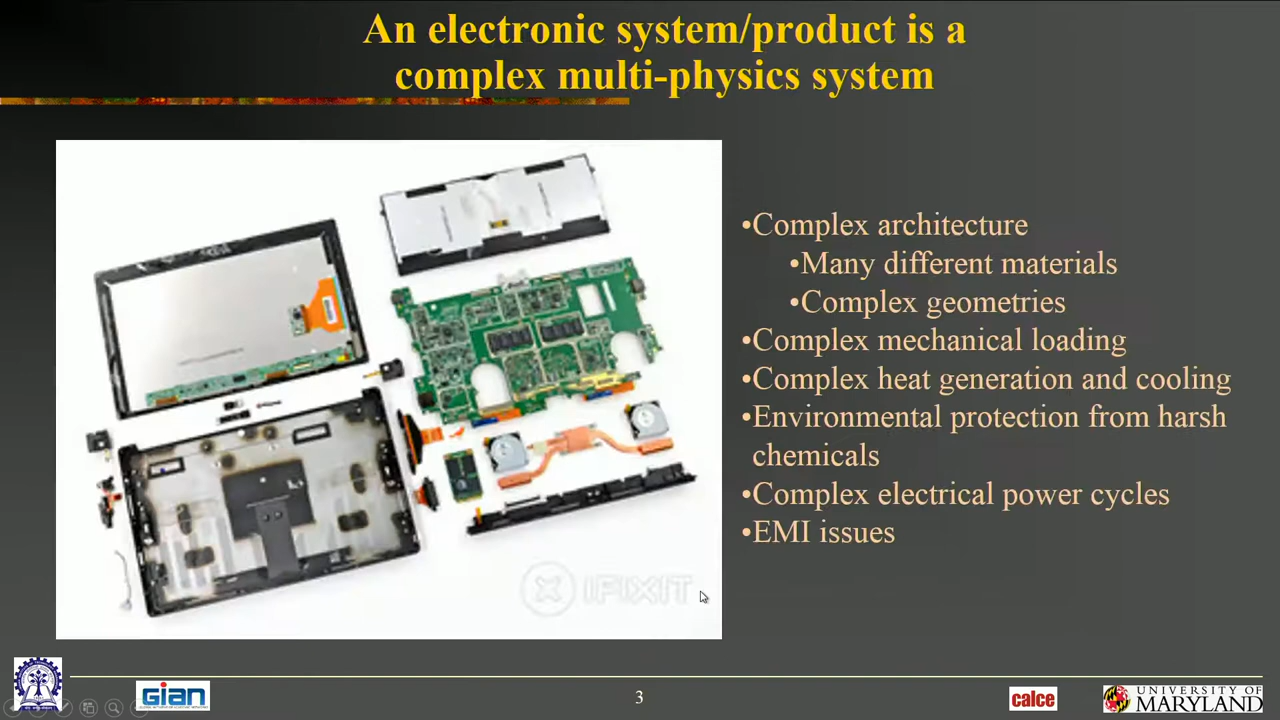 An electronic system/product is a
complex multi-physics system
•Complex architecture
•Many different materials
•Complex geometries
•Complex mechanical loading
•Complex heat generation and cooling
•Environmental protection from harsh
chemicals
•Complex electrical power cycles
•EMI issues
IFIXIT
GIAN
3
calce
UNIVERSITY OF
MARYLAND